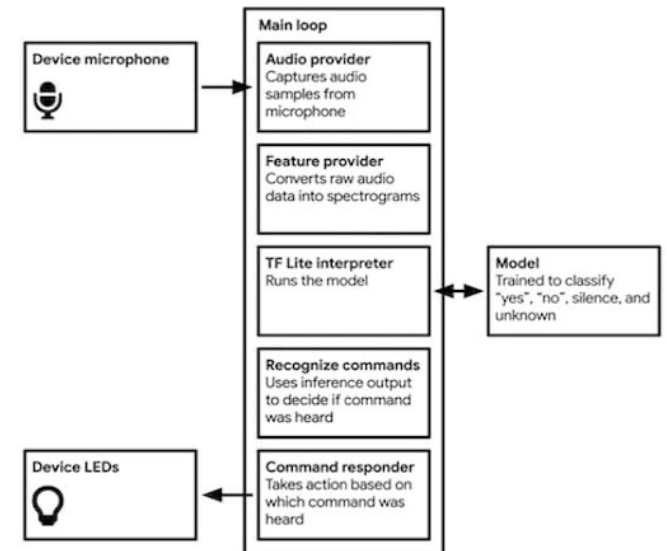 Main loop
Device microphone
Audio provider
Captures audio
samples from
microphone
Feature provider
Converts raw audio
data into spectrograms
TF Lite interpreter
Runs the model
Model
Trained to classify
“yes”, “no”, silence, and
unknown
Recognize commands
Uses inference output
to decide if command
was heard
Device LEDs
Command responder
Takes action based on
which command was
heard